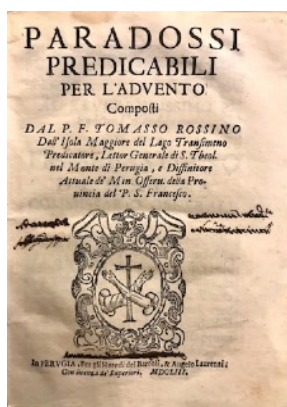 PARADOSSI
PREDICABILI
PER L'ADVENTO
Composti
DAL P. F. TOMASSO ROSSINO
Dall'Isola Maggiore del Lago Transimeno
Predicatore, Lettor Generale di S. Theol.
nel Monte di Perugia, e Diffinitore
Attuale de' Min. Osseru. della Pro-
uincia del P. S. Francesco.
In PERVGIA, Per gli Heredi del Bartoli, & Angelo Laurenzi;
Con licenza de' Superiori. MDCLIII.